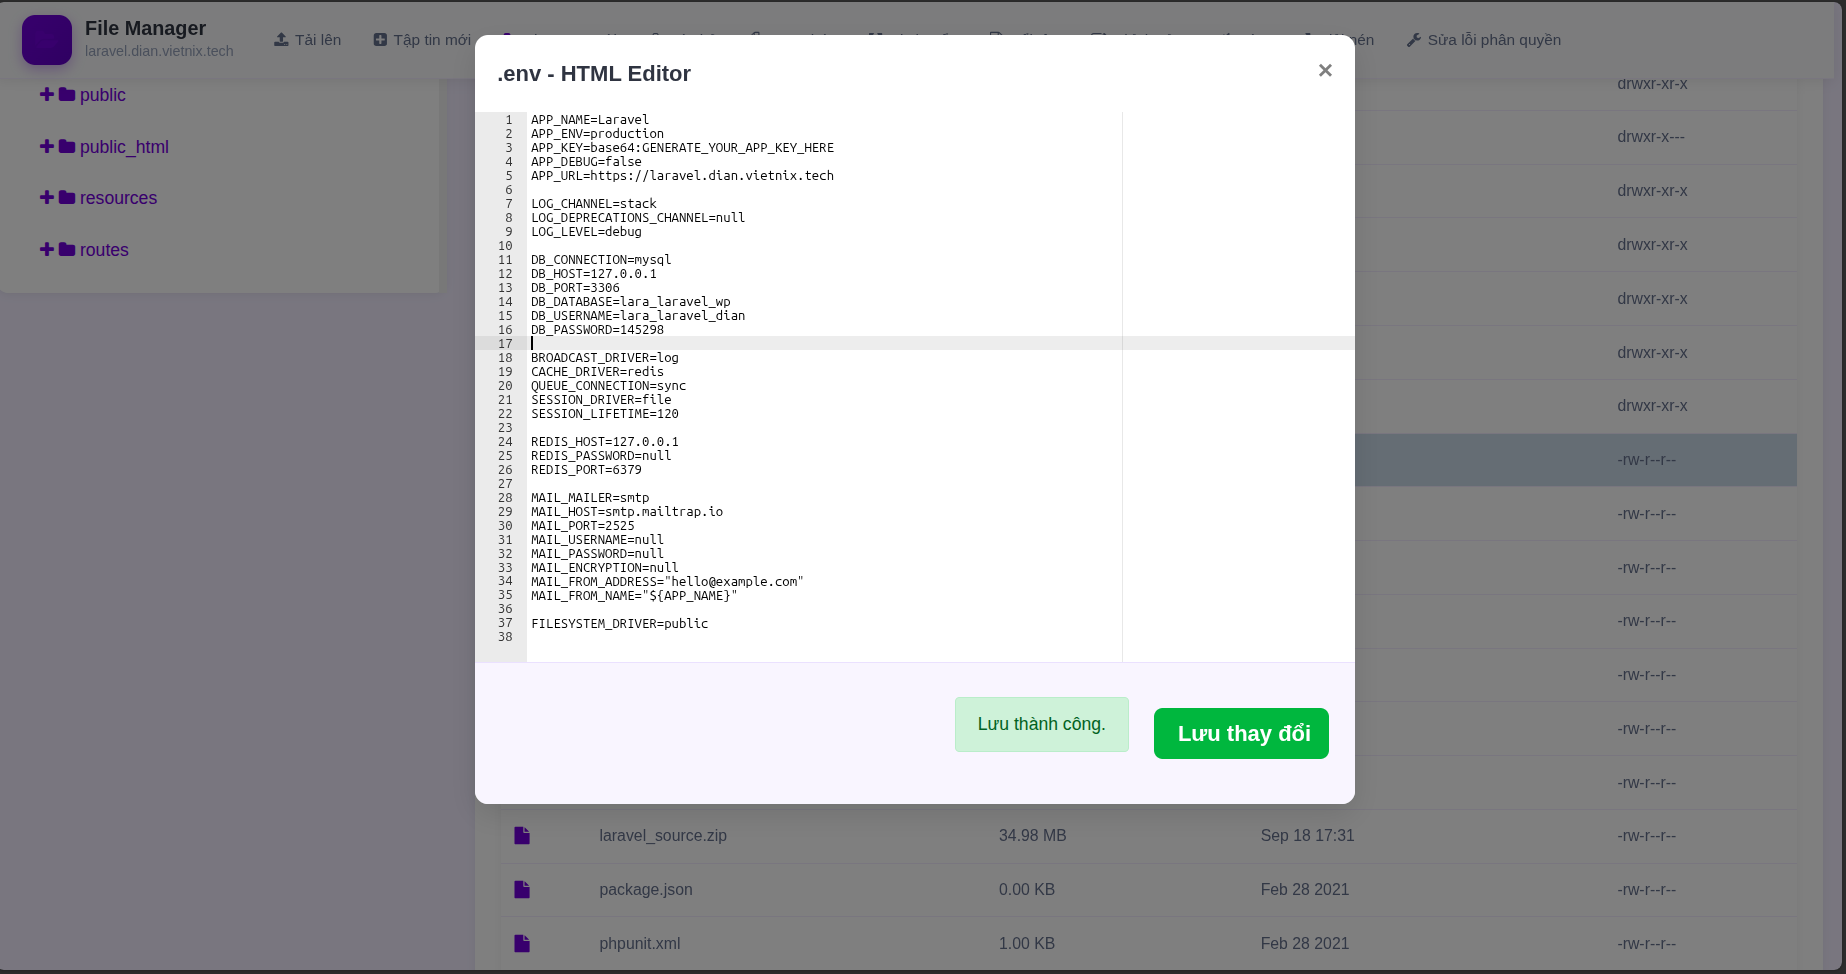 File Manager
laravel.dian.vietnix.tech
Tải lên
Tập tin mới
Sửa lỗi phân quyền
public
public_html
resources
routes
.env - HTML Editor
×
1 APP_NAME=Laravel
2 APP_ENV=production
3 APP_KEY=base64:GENERATE_YOUR_APP_KEY_HERE
4 APP_DEBUG=false
5 APP_URL=https://laravel.dian.vietnix.tech
6
7 LOG_CHANNEL=stack
8 LOG_DEPRECATIONS_CHANNEL=null
9 LOG_LEVEL=debug
10
11 DB_CONNECTION=mysql
12 DB_HOST=127.0.0.1
13 DB_PORT=3306
14 DB_DATABASE=lara_laravel_wp
15 DB_USERNAME=lara_laravel_dian
16 DB_PASSWORD=145298
17
18 BROADCAST_DRIVER=log
19 CACHE_DRIVER=redis
20 QUEUE_CONNECTION=sync
21 SESSION_DRIVER=file
22 SESSION_LIFETIME=120
23
24 REDIS_HOST=127.0.0.1
25 REDIS_PASSWORD=null
26 REDIS_PORT=6379
27
28 MAIL_MAILER=smtp
29 MAIL_HOST=smtp.mailtrap.io
30 MAIL_PORT=2525
31 MAIL_USERNAME=null
32 MAIL_PASSWORD=null
33 MAIL_ENCRYPTION=null
34 MAIL_FROM_ADDRESS="hello@example.com"
35 MAIL_FROM_NAME="${APP_NAME}"
36
37 FILESYSTEM_DRIVER=public
38
Lưu thành công.
Lưu thay đổi
drwxr-xr-x
drwxr-x---
drwxr-xr-x
drwxr-xr-x
drwxr-xr-x
drwxr-xr-x
drwxr-xr-x
-rw-r--r--
-rw-r--r--
-rw-r--r--
-rw-r--r--
-rw-r--r--
-rw-r--r--
-rw-r--r--
laravel_source.zip 34.98 MB Sep 18 17:31 -rw-r--r--
package.json 0.00 KB Feb 28 2021 -rw-r--r--
phpunit.xml 1.00 KB Feb 28 2021 -rw-r--r--